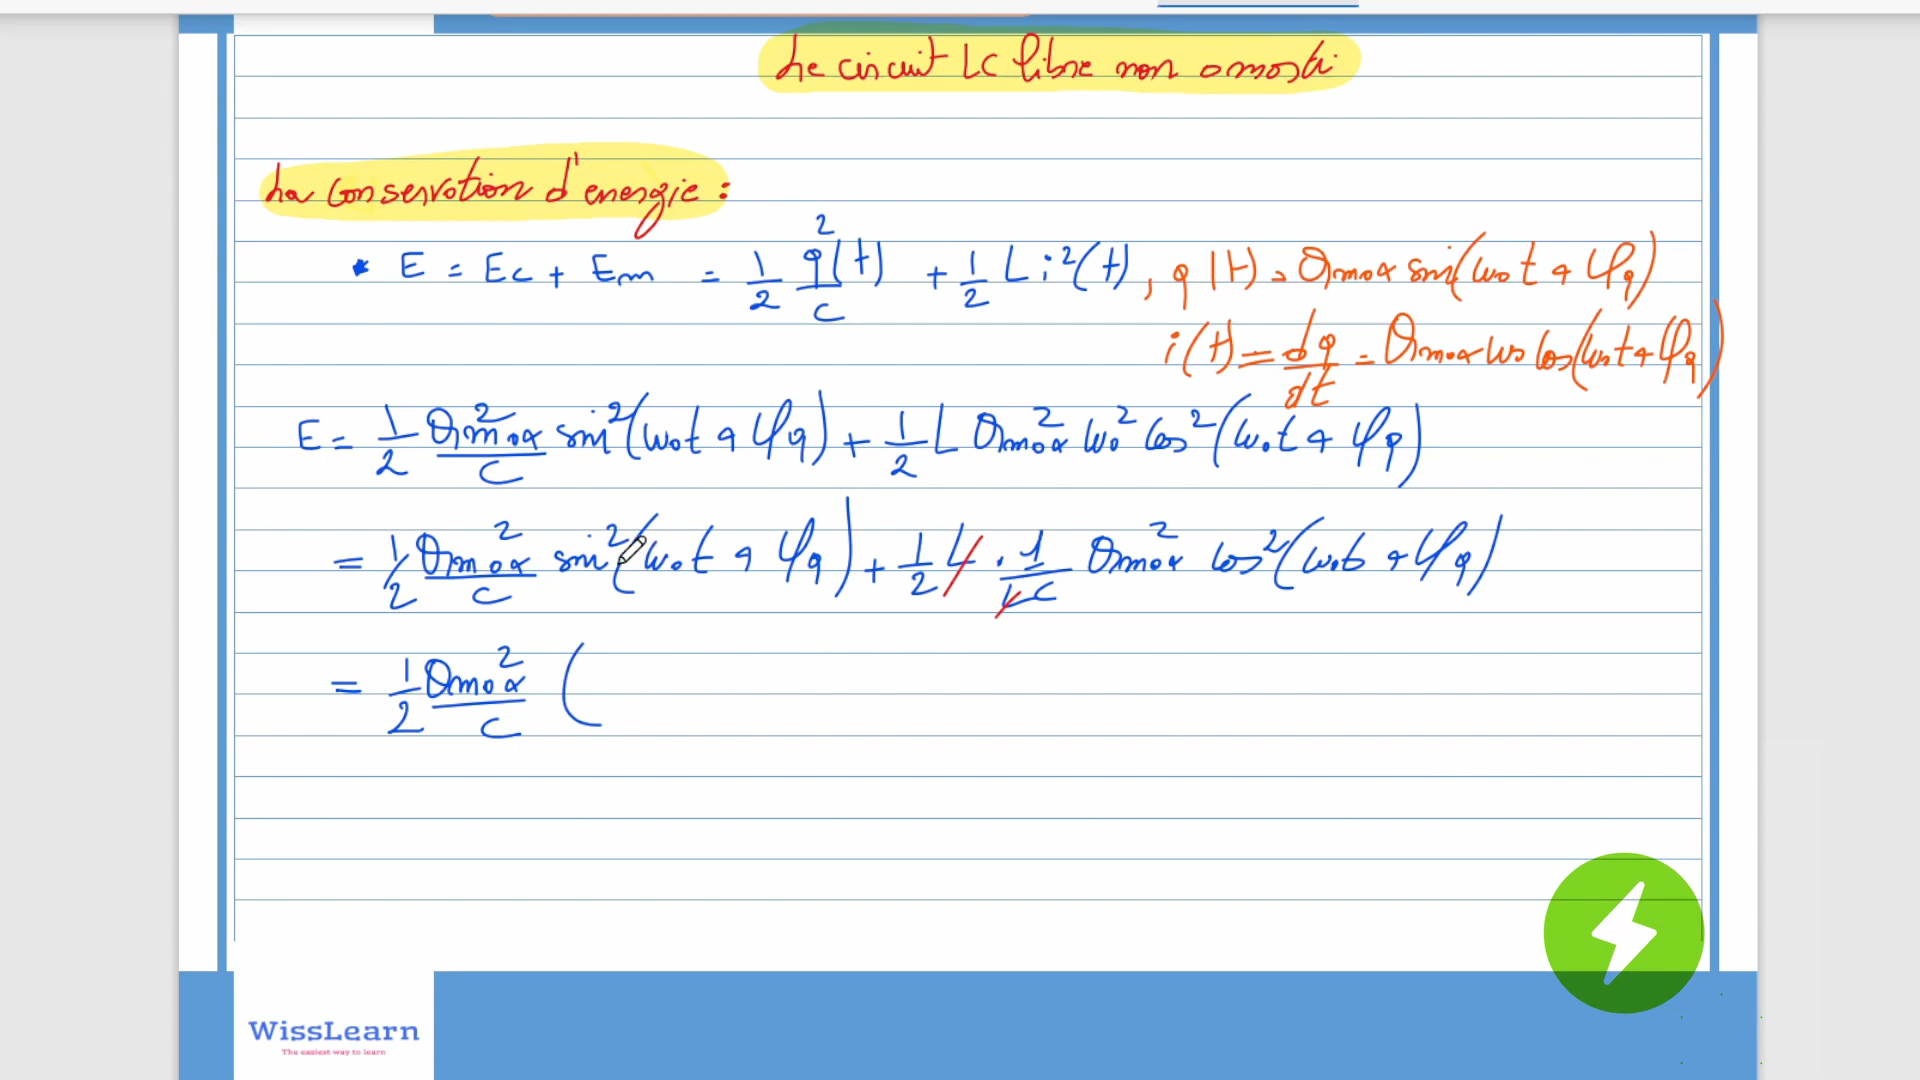 Le circuit LC libre non amorti
La conservation d'energie :
* E = Ec + Em = 1/2 q²(t)/C + 1/2 L i²(t) , q(t) = Qmax sin(ω₀t + φq)
i(t) = dq/dt = Qmax ω₀ cos(ω₀t + φq)
E = 1/2 Qmax²/C sin²(ω₀t + φq) + 1/2 L Qmax² ω₀² cos²(ω₀t + φq)
= 1/2 Qmax²/C sin²(ω₀t + φq) + 1/2 L . 1/LC Qmax² cos²(ω₀t + φq)
= 1/2 Qmax²/C (
WissLearn
The easiest way to learn